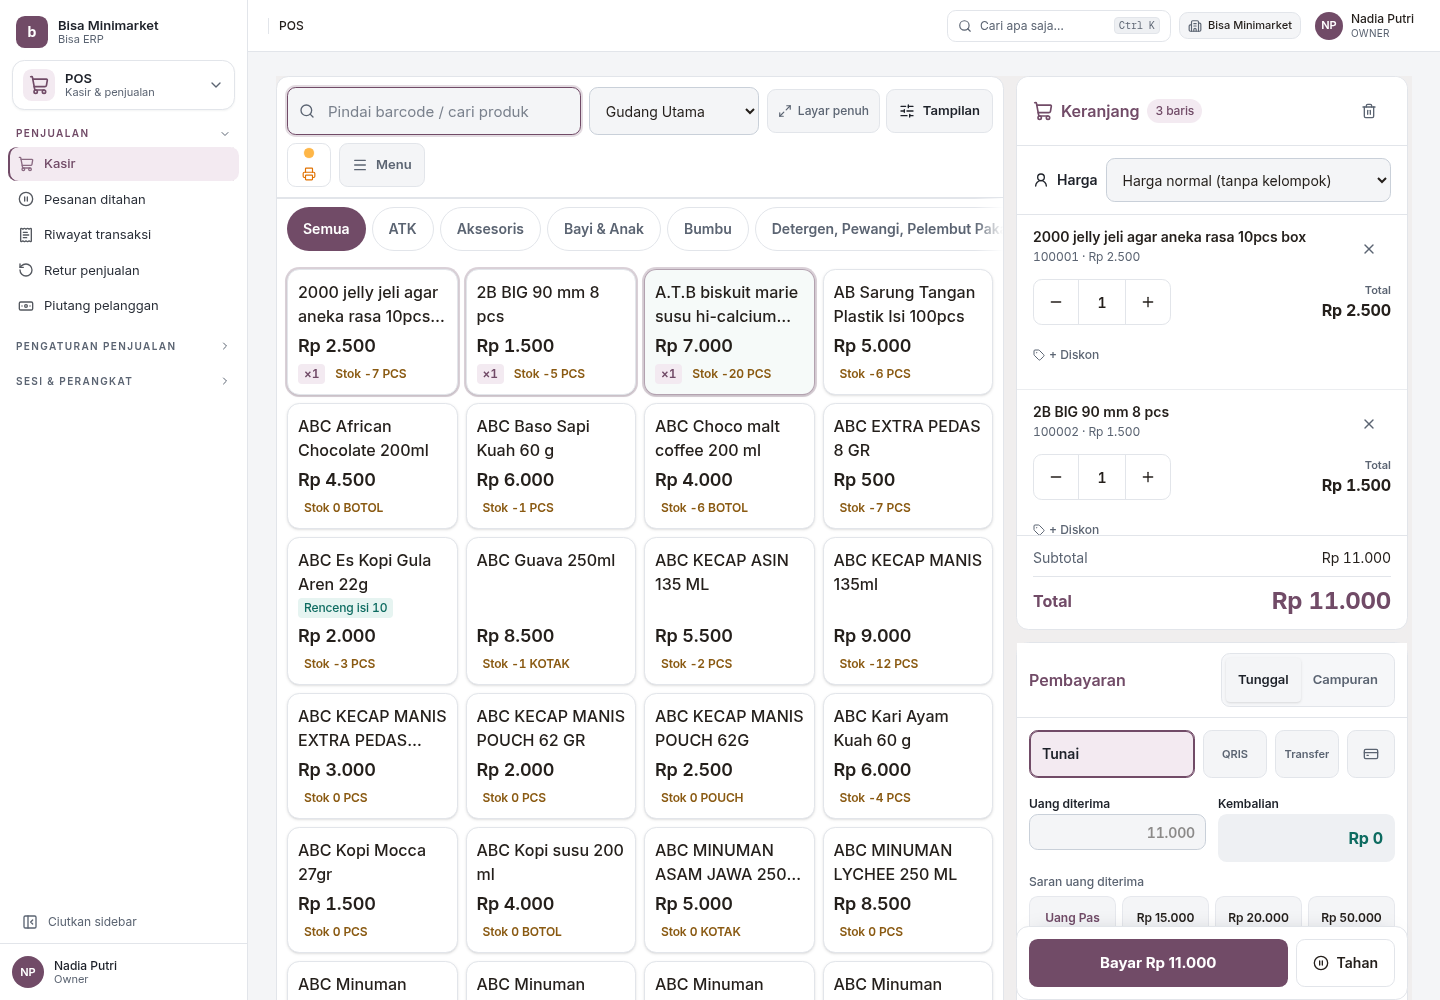 b
Bisa Minimarket
Bisa ERP
POS
Kasir & penjualan
PENJUALAN
Kasir
Pesanan ditahan
Riwayat transaksi
Retur penjualan
Piutang pelanggan
PENGATURAN PENJUALAN
SESI & PERANGKAT
Ciutkan sidebar
NP
Nadia Putri
Owner
POS
Cari apa saja...
Ctrl K
Bisa Minimarket
NP
Nadia Putri
OWNER
Pindai barcode / cari produk
Gudang Utama
Layar penuh
Tampilan
Menu
Semua
ATK
Aksesoris
Bayi & Anak
Bumbu
Detergen, Pewangi, Pelembut Pak
2000 jelly jeli agar
aneka rasa 10pcs...
Rp 2.500
×1 Stok -7 PCS
2B BIG 90 mm 8
pcs
Rp 1.500
×1 Stok -5 PCS
A.T.B biskuit marie
susu hi-calcium...
Rp 7.000
×1 Stok -20 PCS
AB Sarung Tangan
Plastik Isi 100pcs
Rp 5.000
Stok -6 PCS
ABC African
Chocolate 200ml
Rp 4.500
Stok 0 BOTOL
ABC Baso Sapi
Kuah 60 g
Rp 6.000
Stok -1 PCS
ABC Choco malt
coffee 200 ml
Rp 4.000
Stok -6 BOTOL
ABC EXTRA PEDAS
8 GR
Rp 500
Stok -7 PCS
ABC Es Kopi Gula
Aren 22g
Renceng isi 10
Rp 2.000
Stok -3 PCS
ABC Guava 250ml
Rp 8.500
Stok -1 KOTAK
ABC KECAP ASIN
135 ML
Rp 5.500
Stok -2 PCS
ABC KECAP MANIS
135ml
Rp 9.000
Stok -12 PCS
ABC KECAP MANIS
EXTRA PEDAS...
Rp 3.000
Stok 0 PCS
ABC KECAP MANIS
POUCH 62 GR
Rp 2.000
Stok 0 PCS
ABC KECAP MANIS
POUCH 62G
Rp 2.500
Stok 0 POUCH
ABC Kari Ayam
Kuah 60 g
Rp 6.000
Stok -4 PCS
ABC Kopi Mocca
27gr
Rp 1.500
Stok 0 PCS
ABC Kopi susu 200
ml
Rp 4.000
Stok 0 BOTOL
ABC MINUMAN
ASAM JAWA 250...
Rp 5.000
Stok 0 KOTAK
ABC MINUMAN
LYCHEE 250 ML
Rp 8.500
Stok 0 PCS
ABC Minuman
ABC Minuman
ABC Minuman
ABC Minuman
Keranjang
3 baris
Harga
Harga normal (tanpa kelompok)
2000 jelly jeli agar aneka rasa 10pcs box
100001 · Rp 2.500
1
Total
Rp 2.500
+ Diskon
2B BIG 90 mm 8 pcs
100002 · Rp 1.500
1
Total
Rp 1.500
+ Diskon
Subtotal
Rp 11.000
Total
Rp 11.000
Pembayaran
Tunggal
Campuran
Tunai
QRIS
Transfer
Uang diterima
11.000
Kembalian
Rp 0
Saran uang diterima
Uang Pas
Rp 15.000
Rp 20.000
Rp 50.000
Bayar Rp 11.000
Tahan